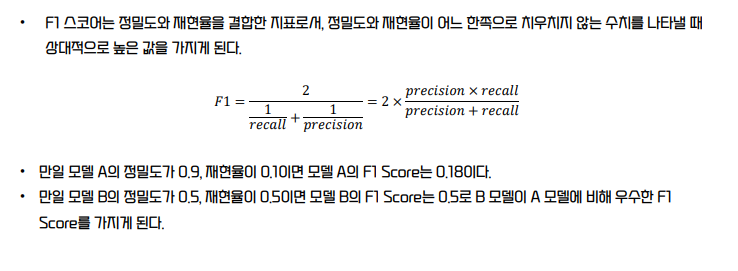 • F1 스코어는 정밀도와 재현율을 결합한 지표로서, 정밀도와 재현율이 어느 한쪽으로 치우치지 않는 수치를 나타낼 때
상대적으로 높은 값을 가지게 된다.
F1 = 2 / (1/recall + 1/precision) = 2 × (precision × recall) / (precision + recall)
• 만일 모델 A의 정밀도가 0.9, 재현율이 0.1이면 모델 A의 F1 Score는 0.18이다.
• 만일 모델 B의 정밀도가 0.5, 재현율이 0.5이면 모델 B의 F1 Score는 0.5로 B 모델이 A 모델에 비해 우수한 F1
Score를 가지게 된다.